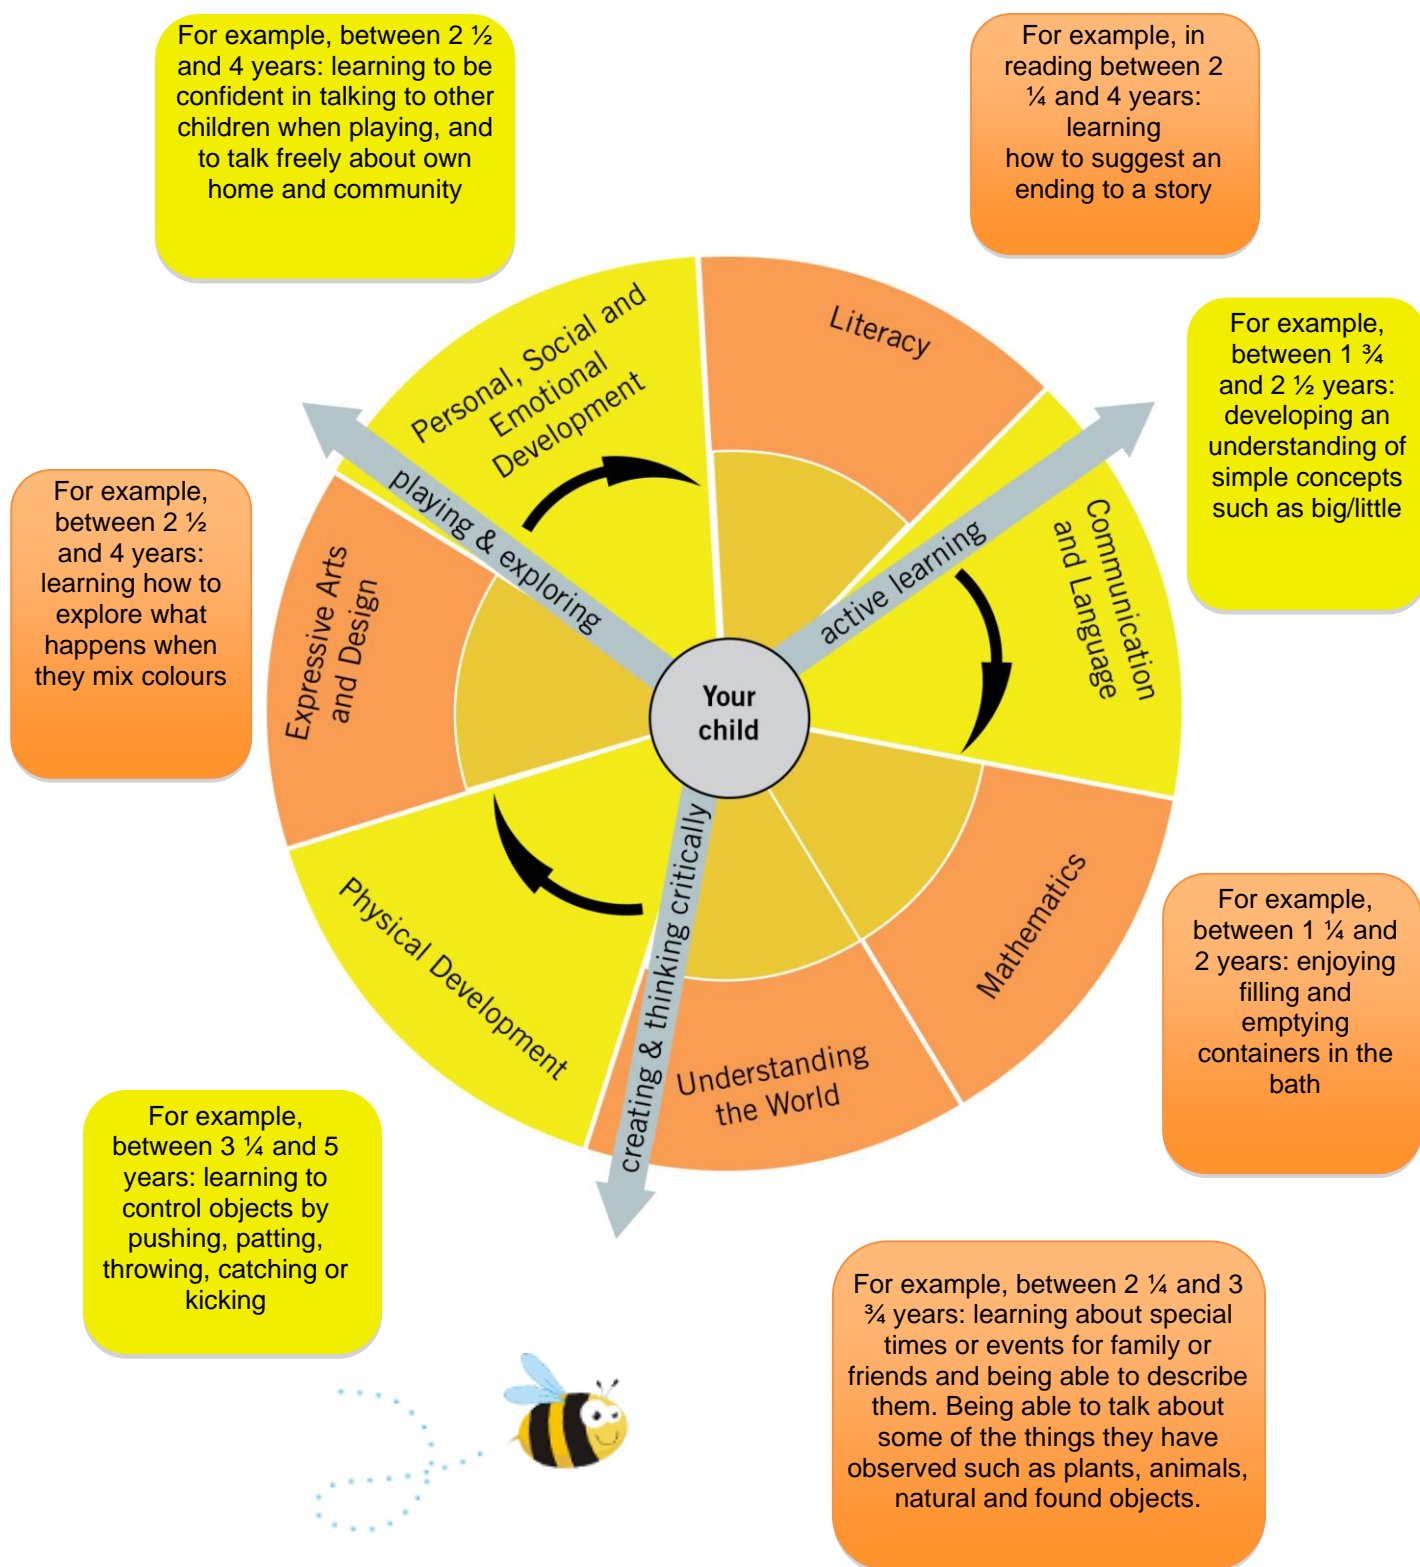 For example, between 2 ½
and 4 years: learning to be
confident in talking to other
children when playing, and
to talk freely about own
home and community
For example, in
reading between 2
¼ and 4 years:
learning
how to suggest an
ending to a story
For example,
between 1 ¾
and 2 ½ years:
developing an
understanding of
simple concepts
such as big/little
For example,
between 2 ½
and 4 years:
learning how to
explore what
happens when
they mix colours
Personal, Social and
Emotional
Development
Literacy
Communication
and Language
Mathematics
Understanding
the World
Physical Development
Expressive Arts
and Design
playing & exploring
active learning
creating & thinking critically
Your
child
For example,
between 1 ¼ and
2 years: enjoying
filling and
emptying
containers in the
bath
For example,
between 3 ¼ and 5
years: learning to
control objects by
pushing, patting,
throwing, catching or
kicking
For example, between 2 ¼ and 3
¾ years: learning about special
times or events for family or
friends and being able to describe
them. Being able to talk about
some of the things they have
observed such as plants, animals,
natural and found objects.